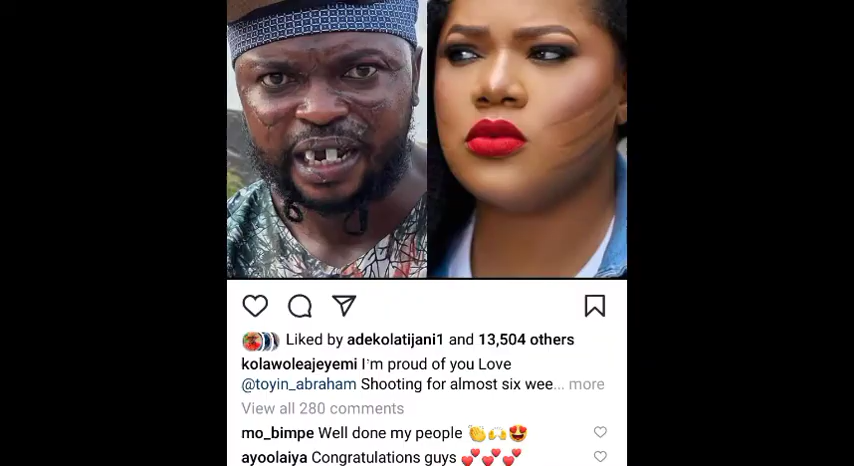 Liked by adekolatijani1 and 13,504 others
kolawoleajeyemi I'm proud of you Love
@toyin_abraham Shooting for almost six wee... more
View all 280 comments
mo_bimpe Well done my people 👏🙌😍
ayoolaiya Congratulations guys 💕💕💕